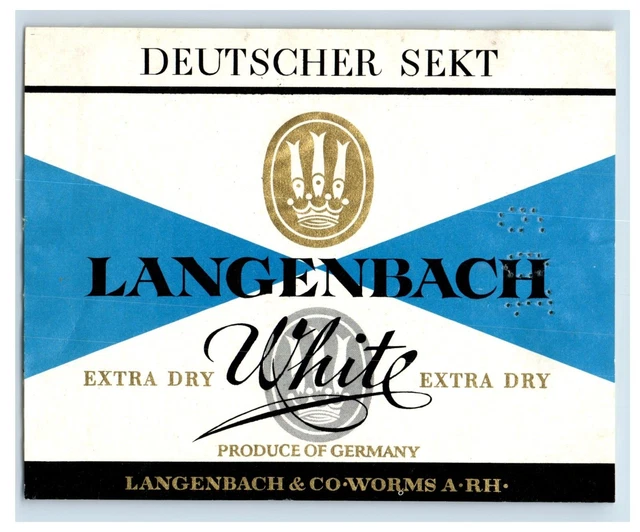 DEUTSCHER SEKT
LANGENBACH
White
EXTRA DRY EXTRA DRY
PRODUCE OF GERMANY
LANGENBACH & CO·WORMS A·RH·